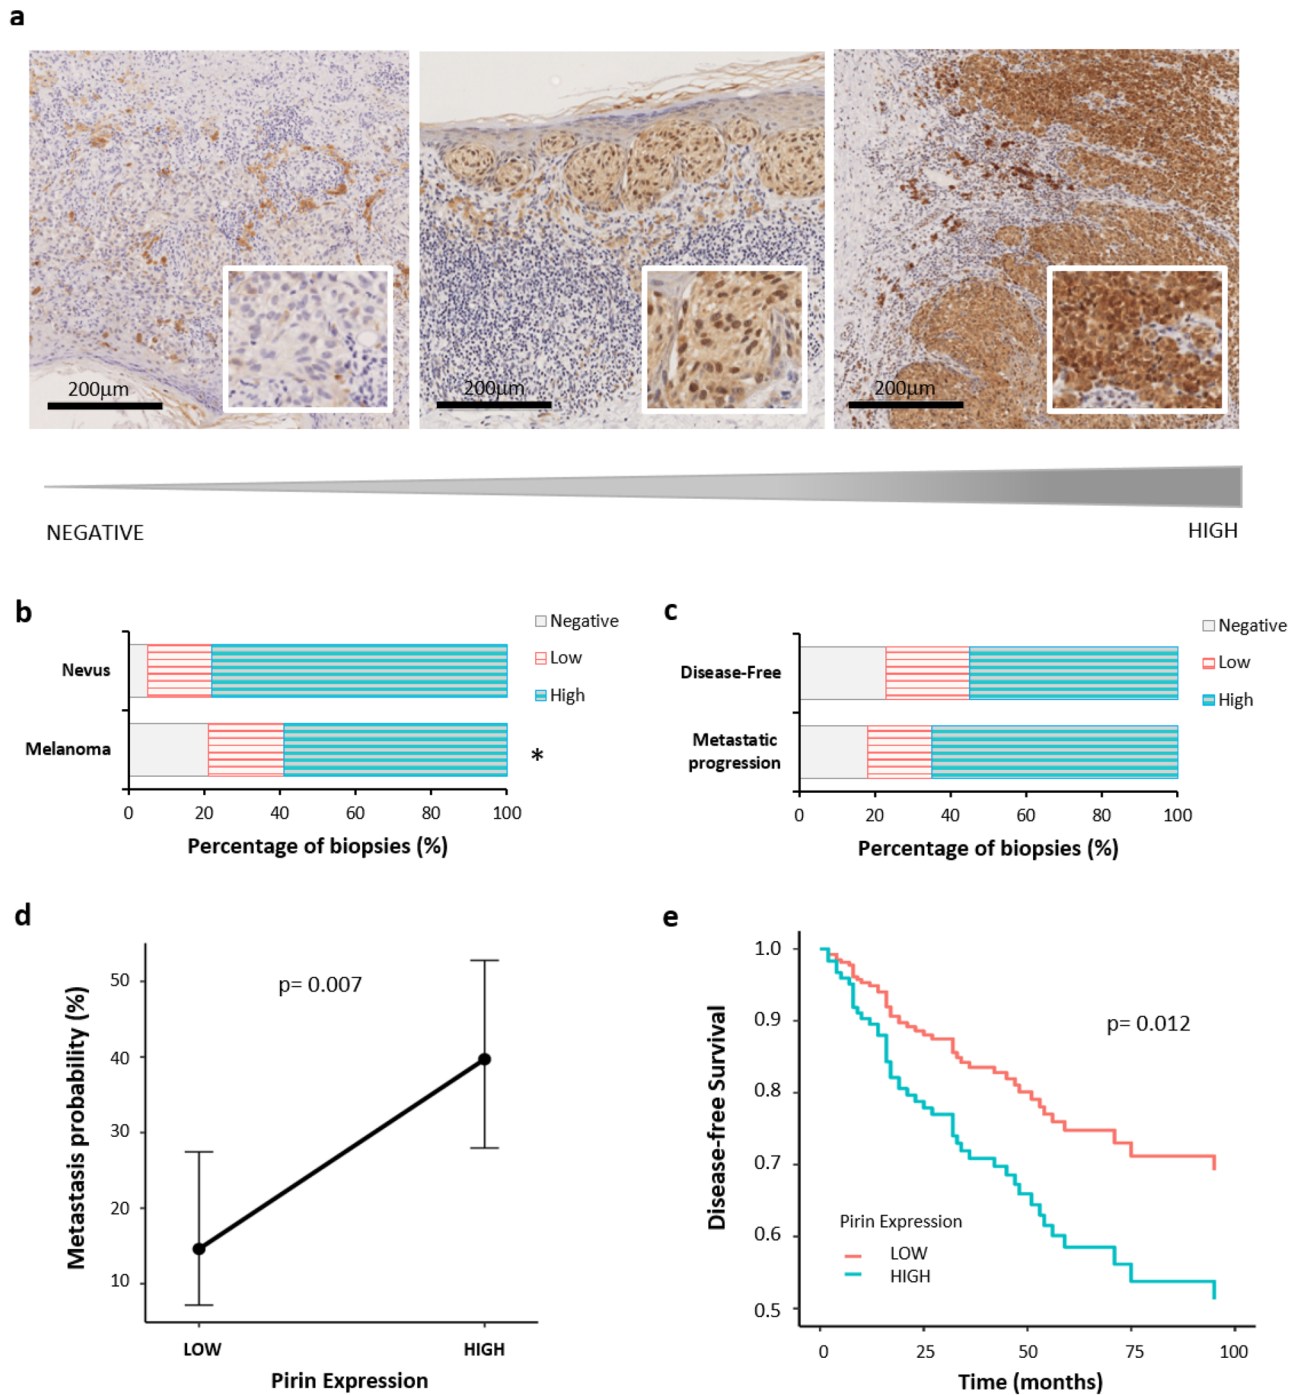 a
200μm
200μm
200μm
NEGATIVE
HIGH
b
Negative
Low
High
Nevus
Melanoma
*
0 20 40 60 80 100
Percentage of biopsies (%)
c
Negative
Low
High
Disease-Free
Metastatic
progression
0 20 40 60 80 100
Percentage of biopsies (%)
d
p= 0.007
Metastasis probability (%)
50
40
30
20
10
LOW HIGH
Pirin Expression
e
p= 0.012
Disease-free Survival
1.0
0.9
0.8
0.7
0.6
0.5
Pirin Expression
LOW
HIGH
0 25 50 75 100
Time (months)